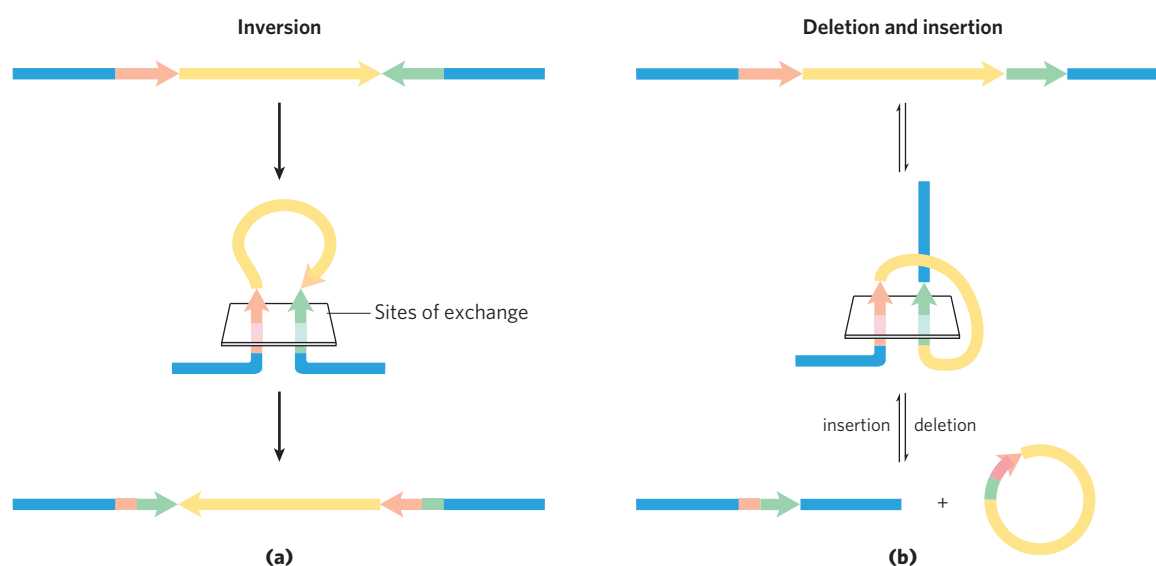 Inversion
Deletion and insertion
Sites of exchange
insertion
deletion
+
(a)
(b)